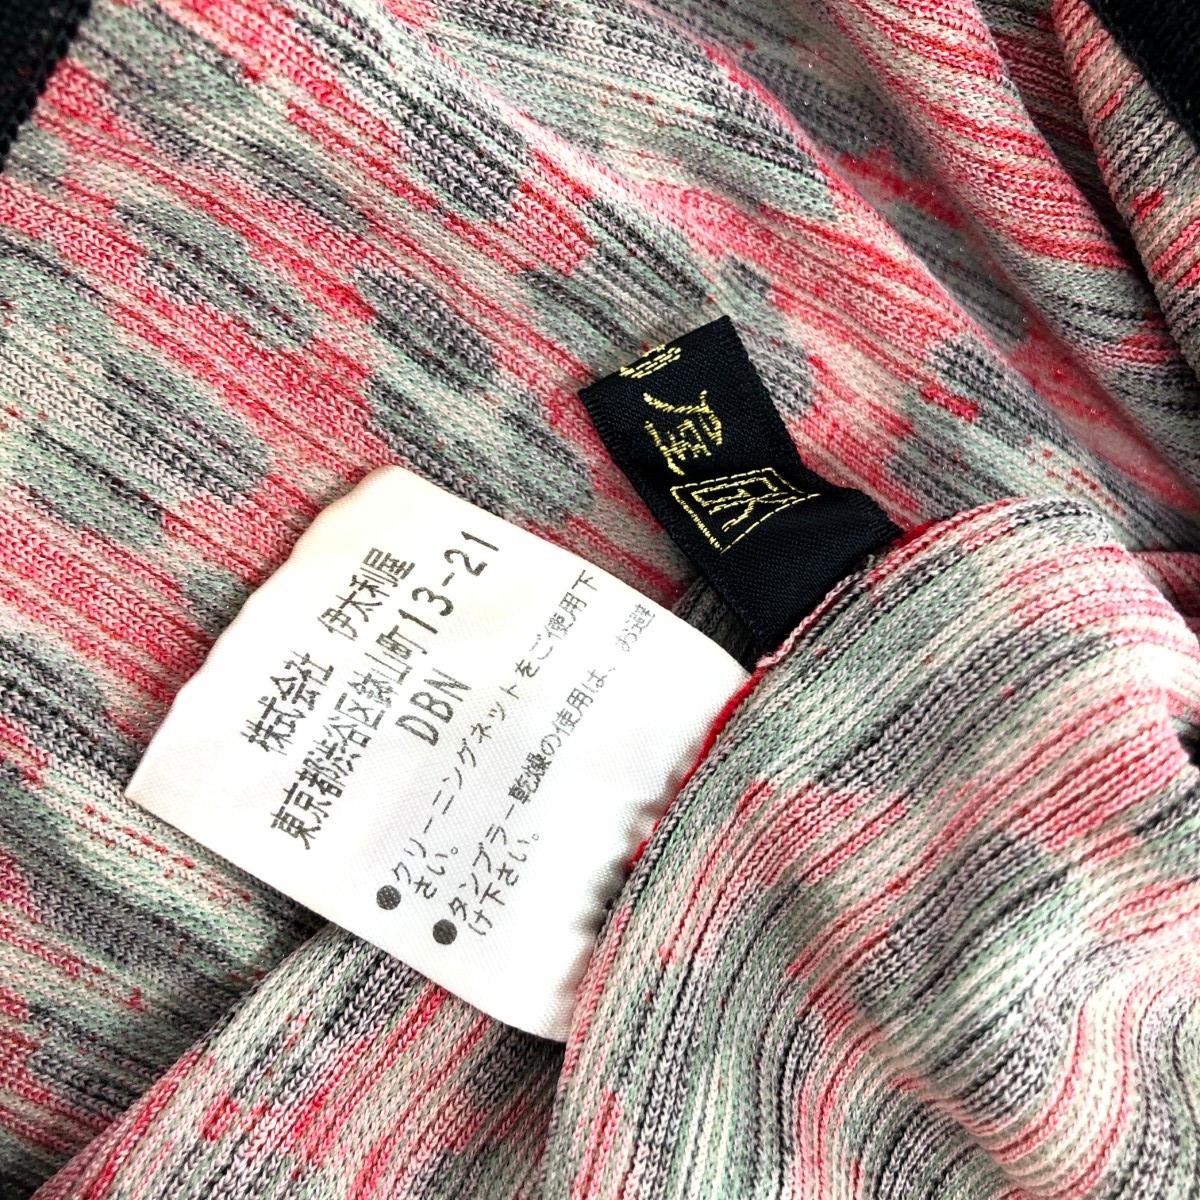 株式会社 伊太利屋
東京都渋谷区鉢山町13-21
DBN
●クリーニングネットをご使用下
さい。
●タンブラー乾燥の使用は、お避
け下さい。